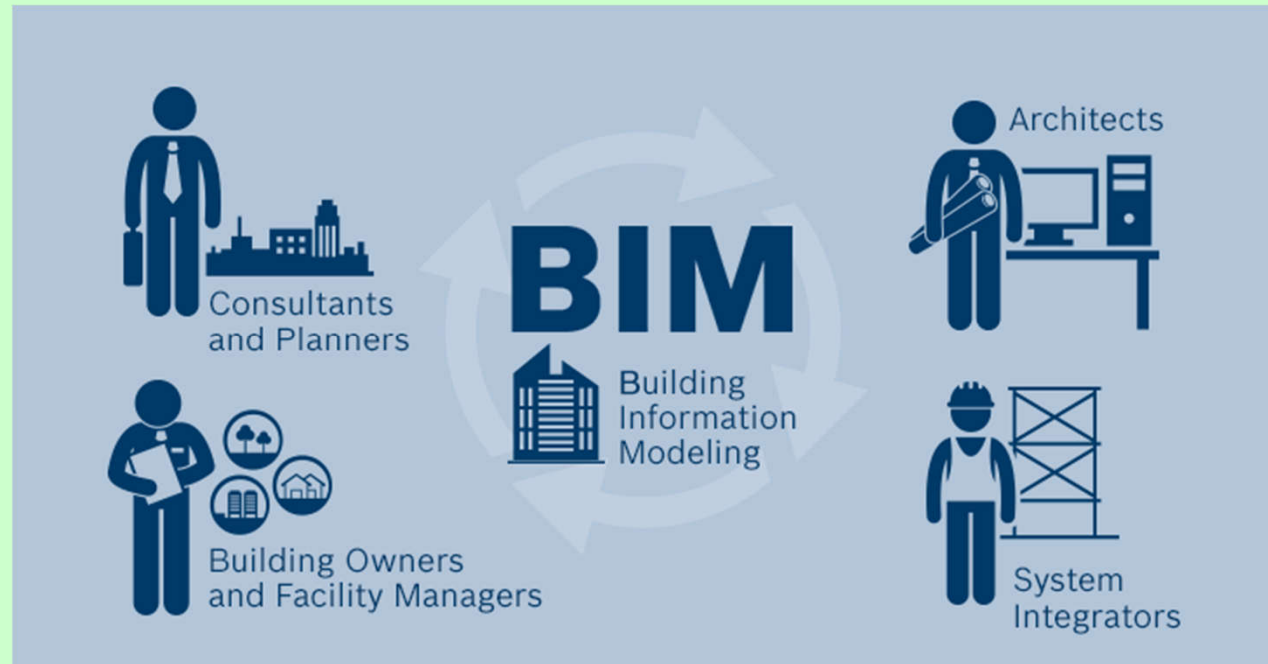 Consultants
and Planners
Architects
BIM
Building
Information
Modeling
Building Owners
and Facility Managers
System
Integrators